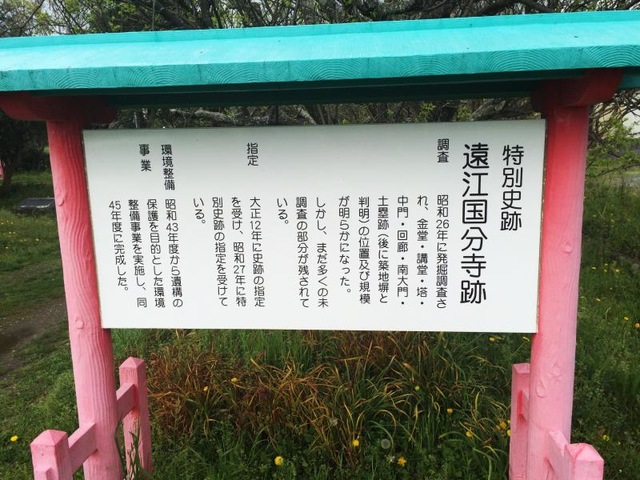 特別史跡
遠江国分寺跡
調査
昭和26年に発掘調査さ
れ、金堂・講堂・塔・
中門・回廊・南大門・
土塁跡(後に築地塀と
判明)の位置及び規模
が明らかになった。
しかし、まだ多くの未
調査の部分が残されて
いる。
指定
大正12年に史跡の指定
を受け、昭和27年に特
別史跡の指定を受けて
いる。
環境整備
事業
昭和43年度から遺構の
保護を目的とした環境
整備事業を実施し、同
45年度に完成した。